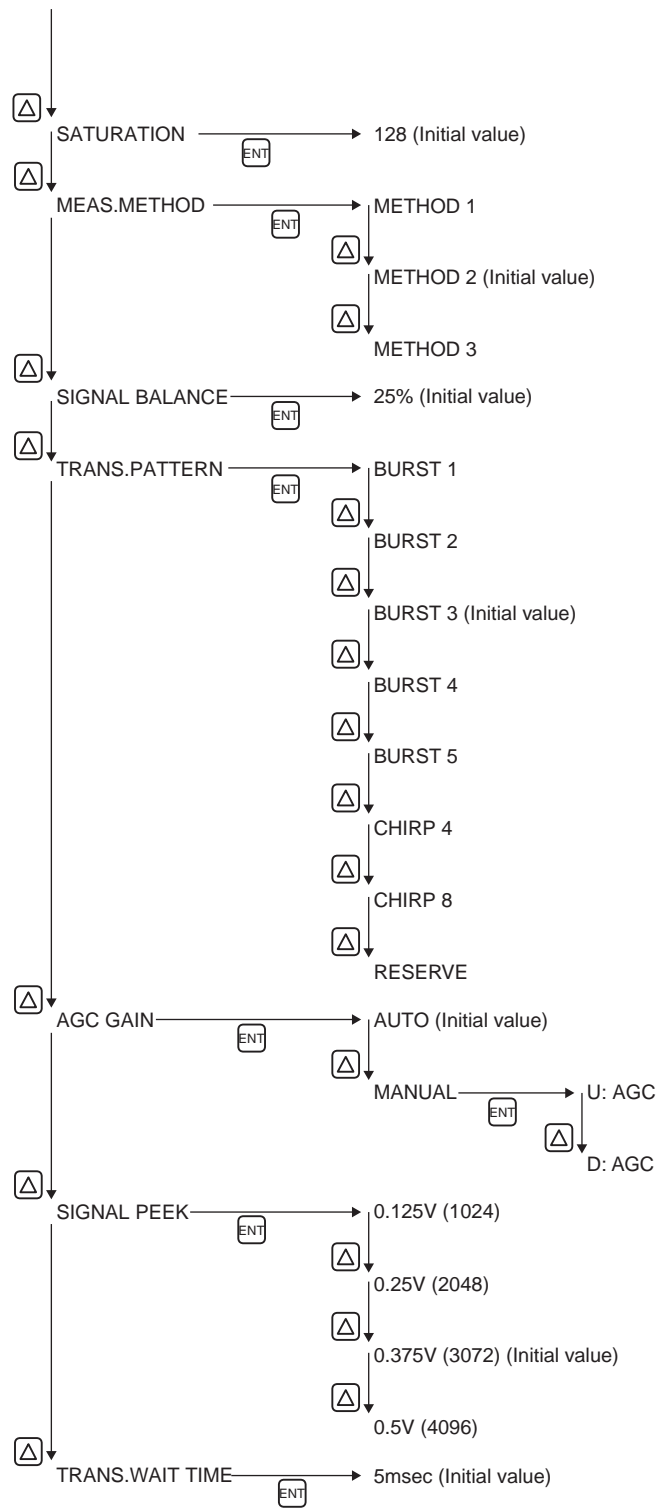 SATURATION ENT 128 (Initial value)
MEAS.METHOD ENT METHOD 1
METHOD 2 (Initial value)
METHOD 3
SIGNAL BALANCE ENT 25% (Initial value)
TRANS.PATTERN ENT BURST 1
BURST 2
BURST 3 (Initial value)
BURST 4
BURST 5
CHIRP 4
CHIRP 8
RESERVE
AGC GAIN ENT AUTO (Initial value)
MANUAL ENT U: AGC
D: AGC
SIGNAL PEEK ENT 0.125V (1024)
0.25V (2048)
0.375V (3072) (Initial value)
0.5V (4096)
TRANS.WAIT TIME ENT 5msec (Initial value)